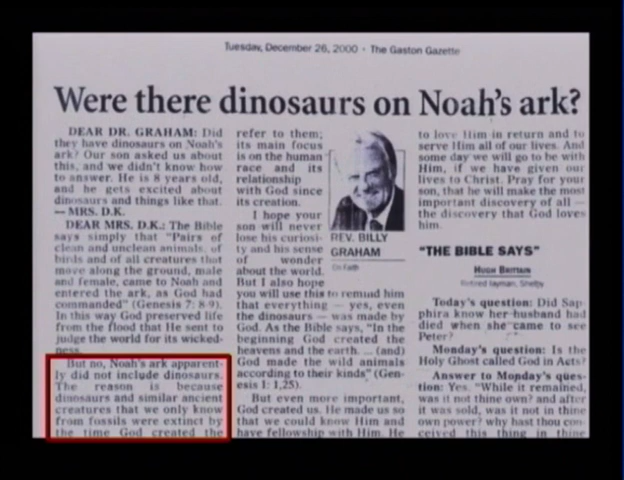 Tuesday, December 26, 2000 · The Gaston Gazette
Were there dinosaurs on Noah's ark?
DEAR DR. GRAHAM: Did
they have dinosaurs on Noah's
ark? Our son asked us about
this, and we didn't know how
to answer. He is 8 years old,
and he gets excited about
dinosaurs and things like that.
— MRS. D.K.
DEAR MRS. D.K.: The Bible
says simply that "Pairs of
clean and unclean animals, of
birds and of all creatures that
move along the ground, male
and female, came to Noah and
entered the ark, as God had
commanded" (Genesis 7: 8-9).
In this way God preserved life
from the flood that He sent to
judge the world for its wicked-
ness.
But no, Noah's ark apparent-
ly did not include dinosaurs.
The reason is because
dinosaurs and similar ancient
creatures that we only know
from fossils were extinct by
the time God created the
refer to them;
its main focus
is on the human
race and its
relationship
with God since
its creation.
I hope your
son will never
lose his curiosi-
ty and his sense
of wonder
about the world.
But I also hope
you will use this to remind him
that everything — yes, even
the dinosaurs — was made by
God. As the Bible says, "In the
beginning God created the
heavens and the earth. ... (and)
God made the wild animals
according to their kinds" (Gen-
esis 1: 1,25).
But even more important,
God created us. He made us so
that we could know Him and
have fellowship with Him. He
REV. BILLY
GRAHAM
On Faith
to love Him in return and to
serve Him all of our lives. And
some day we will go to be with
Him, if we have given our
lives to Christ. Pray for your
son, that he will make the most
important discovery of all —
the discovery that God loves
him.
"THE BIBLE SAYS"
HUGH BRITTAIN
Retired layman, Shelby
Today's question: Did Sap-
phira know her husband had
died when she came to see
Peter?
Monday's question: Is the
Holy Ghost called God in Acts?
Answer to Monday's ques-
tion: Yes. "While it remained,
was it not thine own? and after
it was sold, was it not in thine
own power? why hast thou con-
ceived this thing in thine